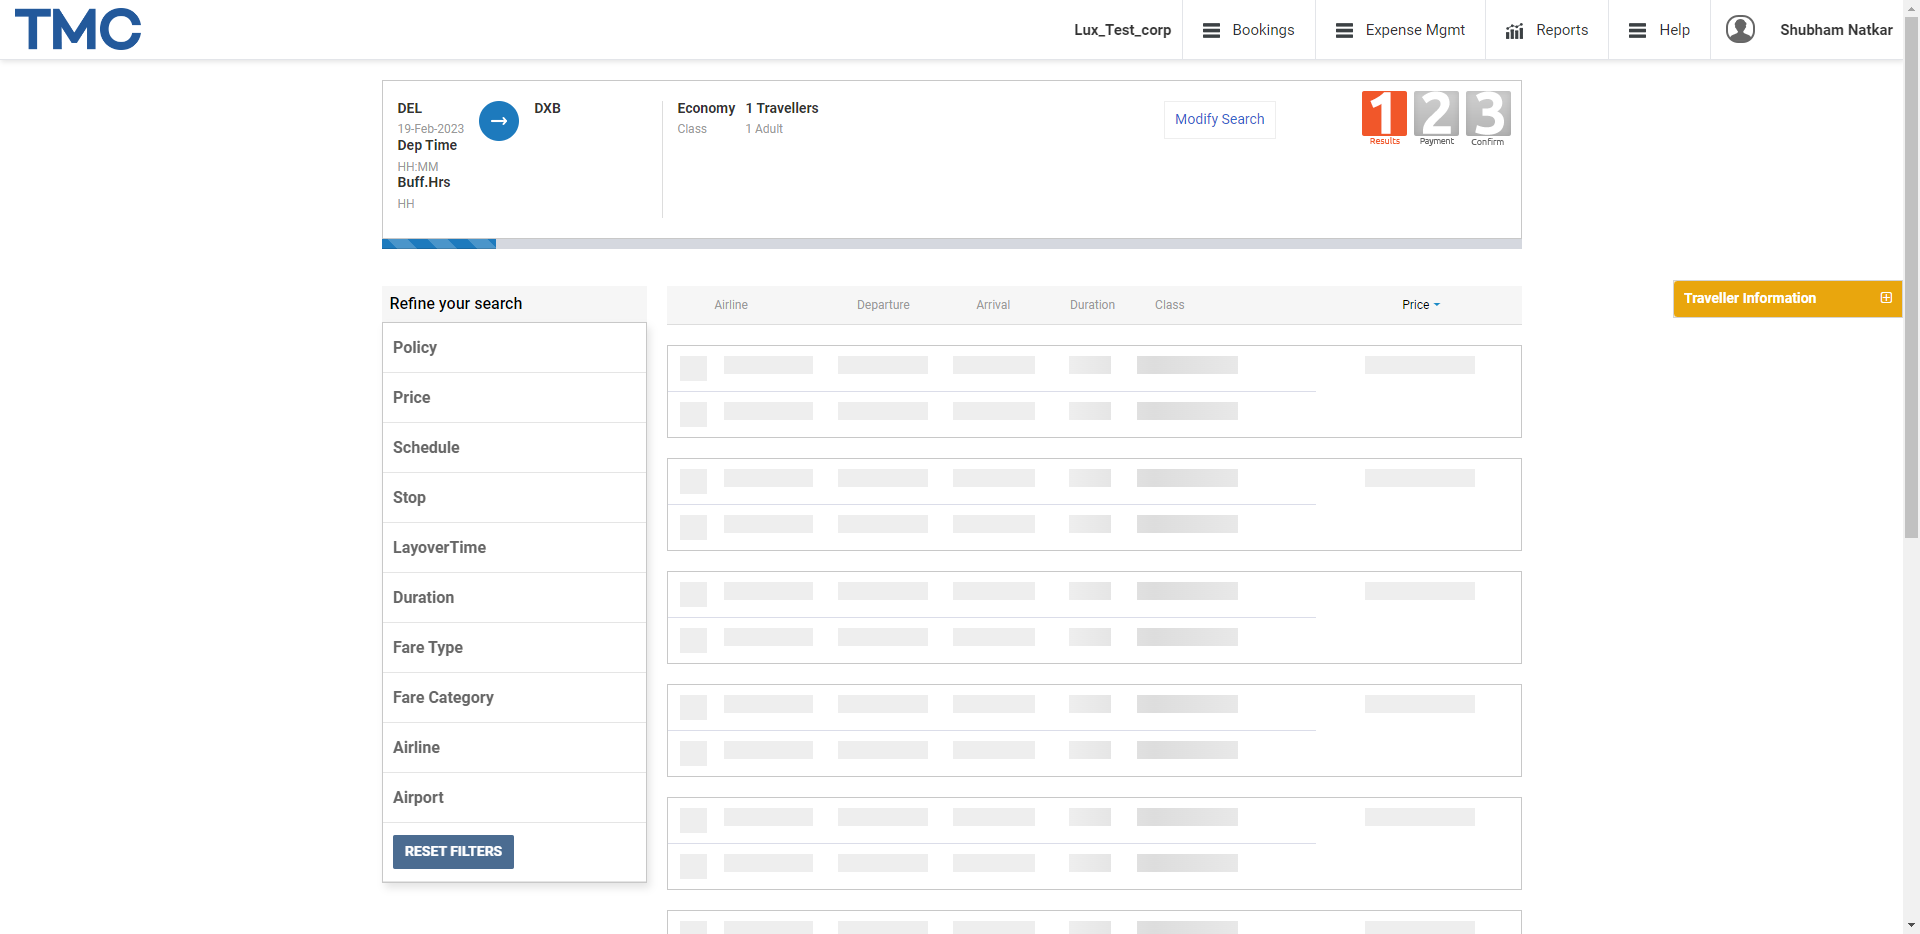 TMC
Lux_Test_corp
Bookings
Expense Mgmt
Reports
Help
Shubham Natkar
DEL
19-Feb-2023
Dep Time
HH:MM
Buff.Hrs
HH
DXB
Economy
Class
1 Travellers
1 Adult
Modify Search
1
Results
2
Payment
3
Confirm
Traveller Information
Refine your search
Policy
Price
Schedule
Stop
LayoverTime
Duration
Fare Type
Fare Category
Airline
Airport
RESET FILTERS
Airline Departure Arrival Duration Class Price